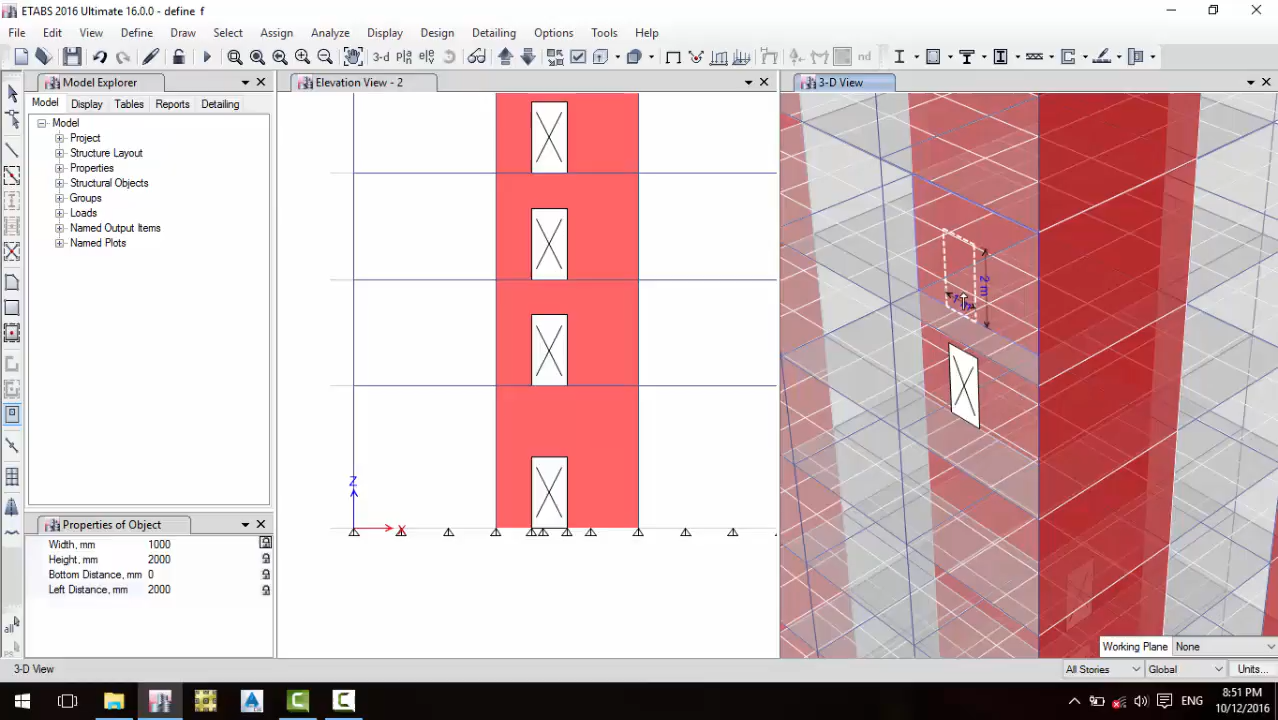 ETABS 2016 Ultimate 16.0.0 - define f
File Edit View Define Draw Select Assign Analyze Display Design Detailing Options Tools Help
3-d nd
Model Explorer
Elevation View - 2
3-D View
Model Display Tables Reports Detailing
Model
Project
Structure Layout
Properties
Structural Objects
Groups
Loads
Named Output Items
Named Plots
2 m
Z
X
Properties of Object
Width, mm 1000
Height, mm 2000
Bottom Distance, mm 0
Left Distance, mm 2000
all
Working Plane None
3-D View
All Stories Global Units...
ENG
8:51 PM
10/12/2016